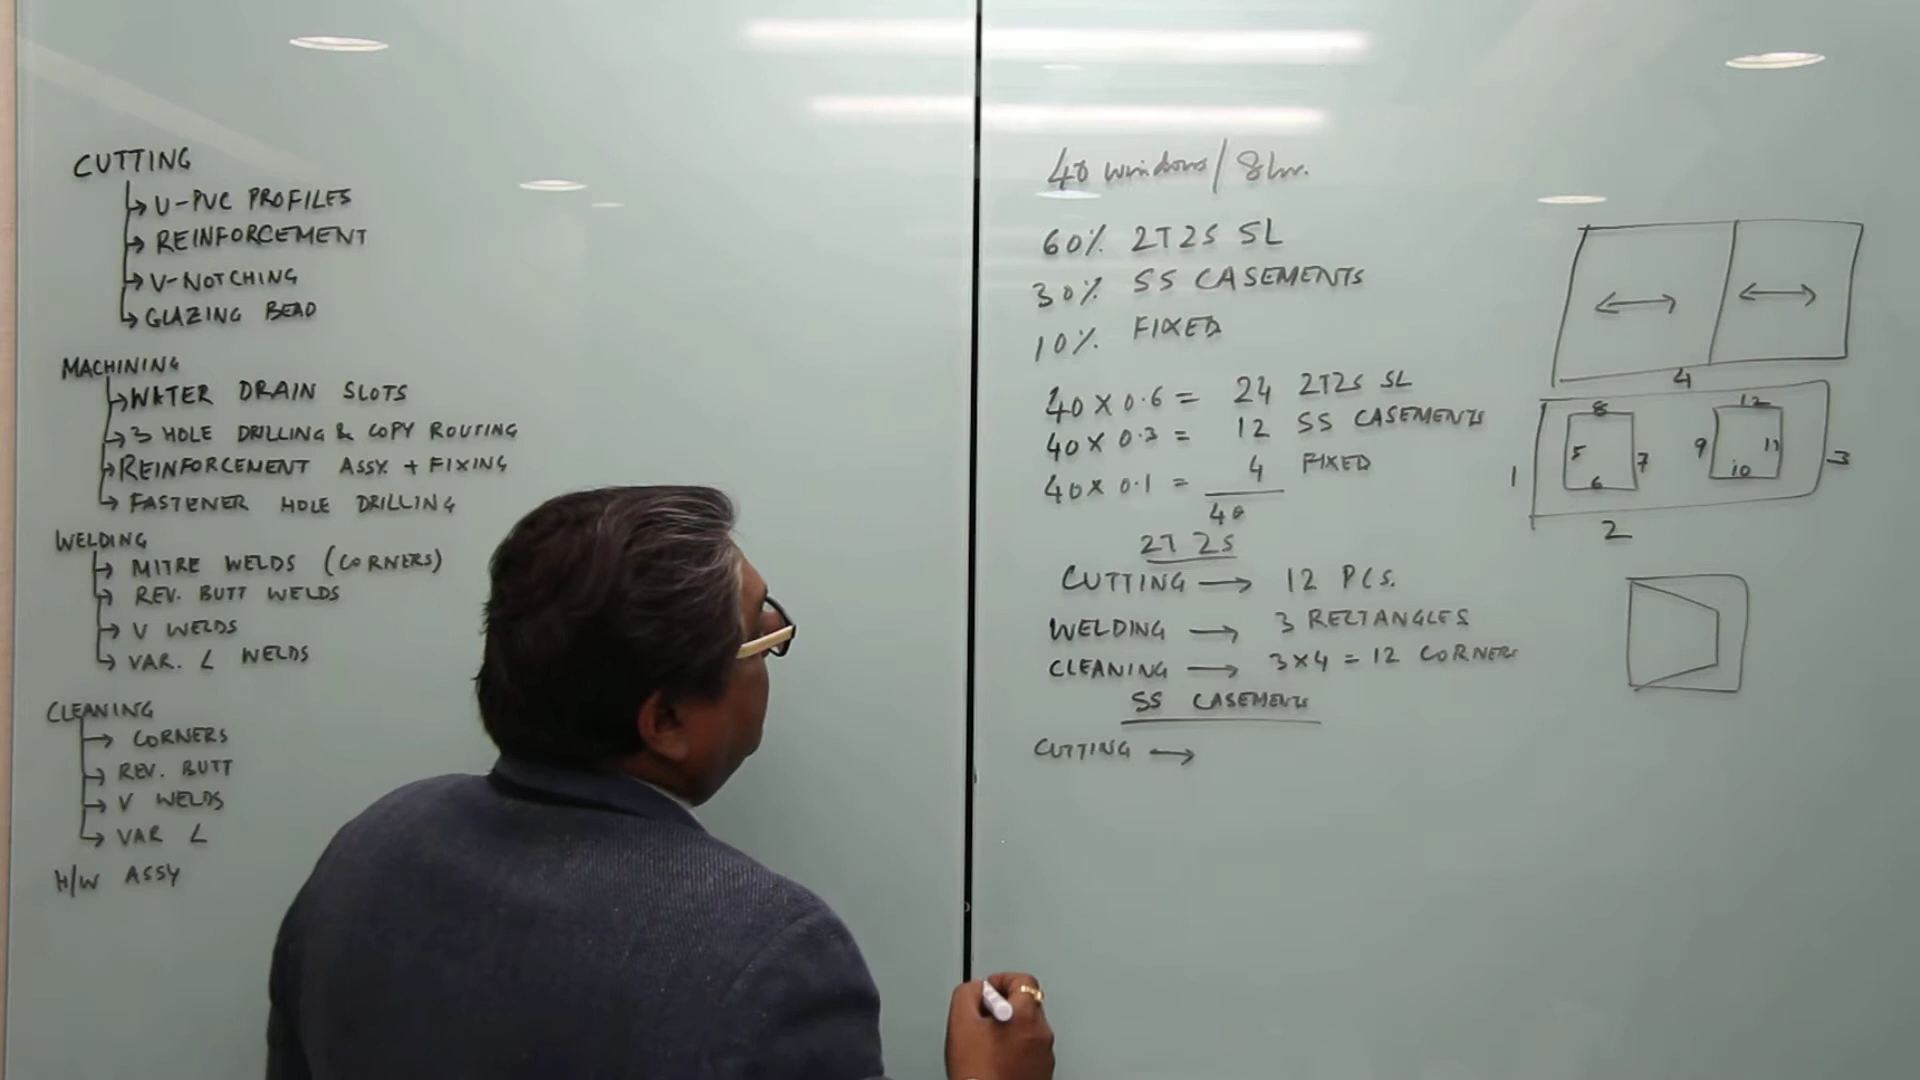 CUTTING
U-PVC PROFILES
REINFORCEMENT
V-NOTCHING
GLAZING BEAD
MACHINING
WATER DRAIN SLOTS
3 HOLE DRILLING & COPY ROUTING
REINFORCEMENT ASSY. + FIXING
FASTENER HOLE DRILLING
WELDING
MITRE WELDS (CORNERS)
REV. BUTT WELDS
V WELDS
VAR. ∠ WELDS
CLEANING
CORNERS
REV. BUTT
V WELDS
VAR ∠
H/W ASSY
40 windows/8hr.
60% 2T2S SL
30% SS CASEMENTS
10% FIXED
40 X 0.6 = 24 2T2S SL
40 X 0.3 = 12 SS CASEMENTS
40 X 0.1 = 4 FIXED
40
2T 2S
CUTTING → 12 PCS.
WELDING → 3 RECTANGLES
CLEANING → 3 X 4 = 12 CORNERS
SS CASEMENTS
CUTTING →
4
8 12
1 5 7 9 11 3
6 10
2